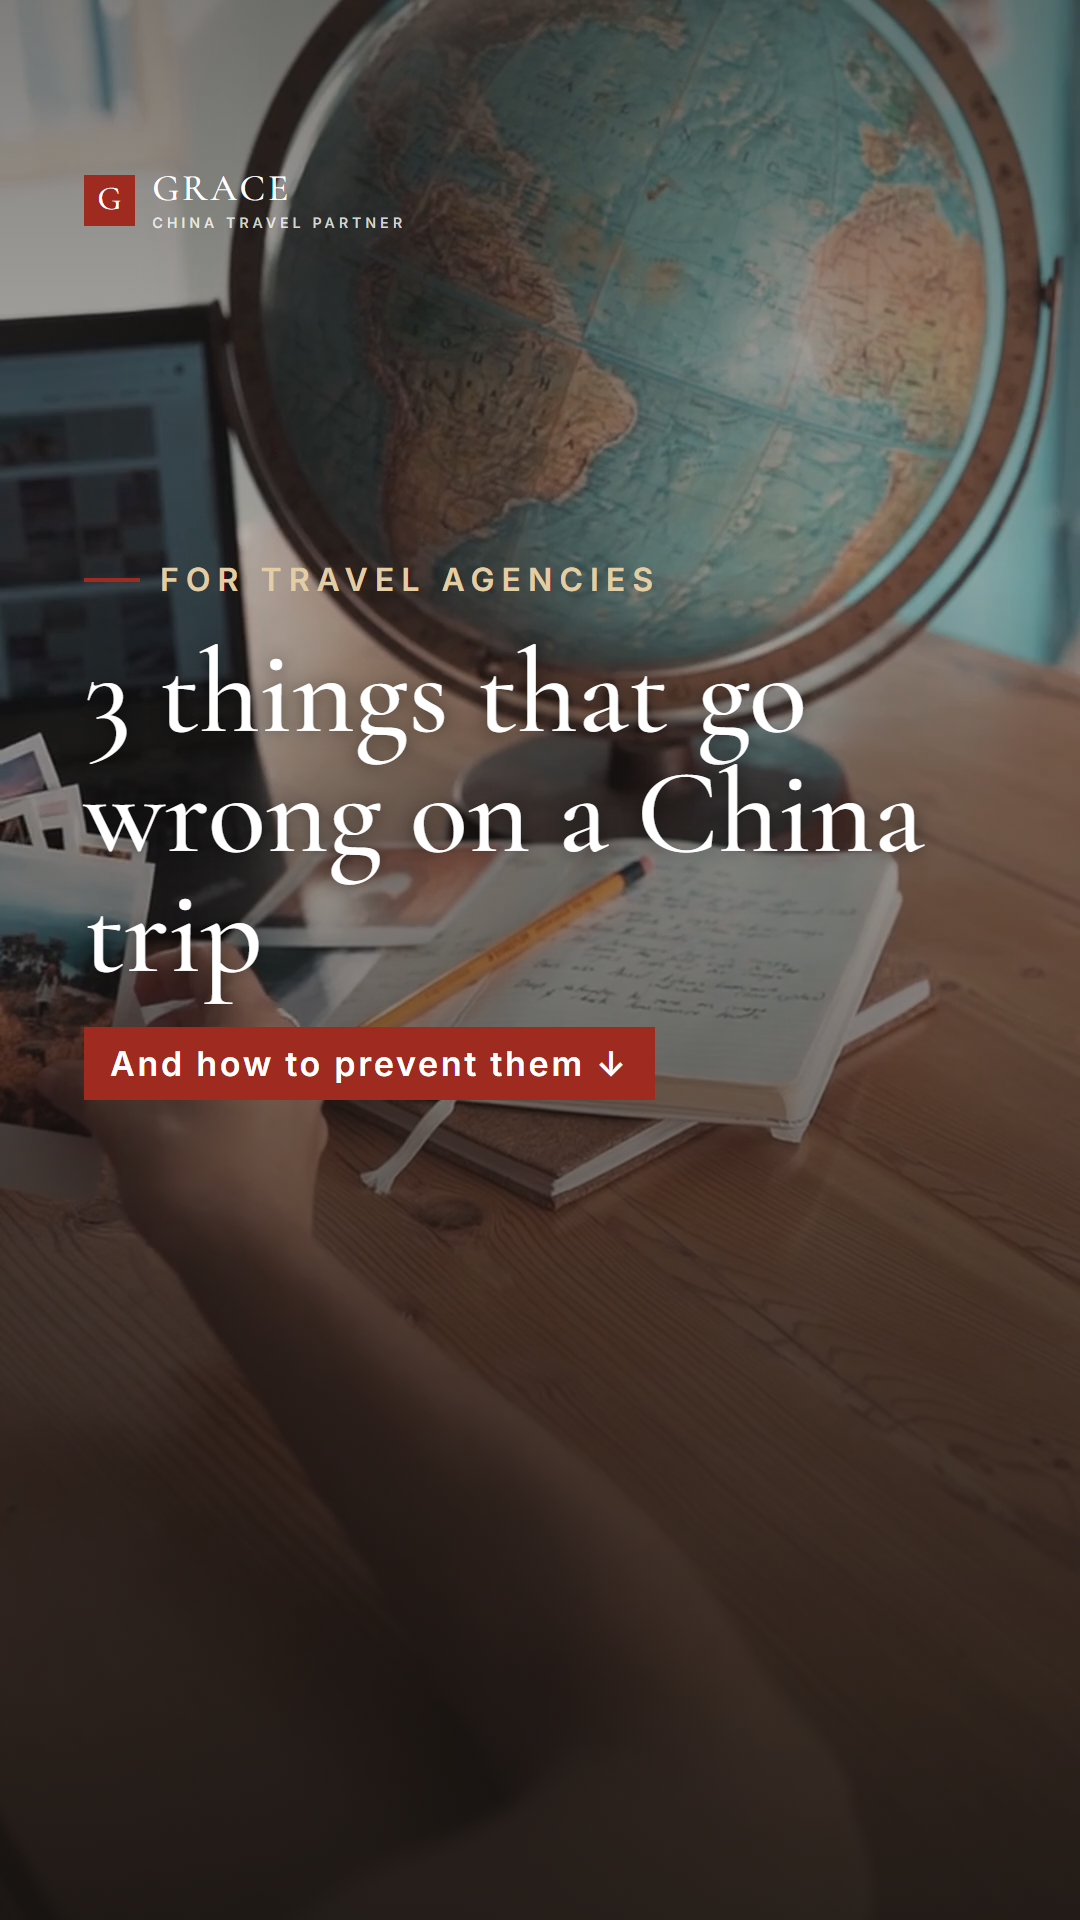 G
GRACE
CHINA TRAVEL PARTNER
FOR TRAVEL AGENCIES
3 things that go
wrong on a China
trip
And how to prevent them ↓